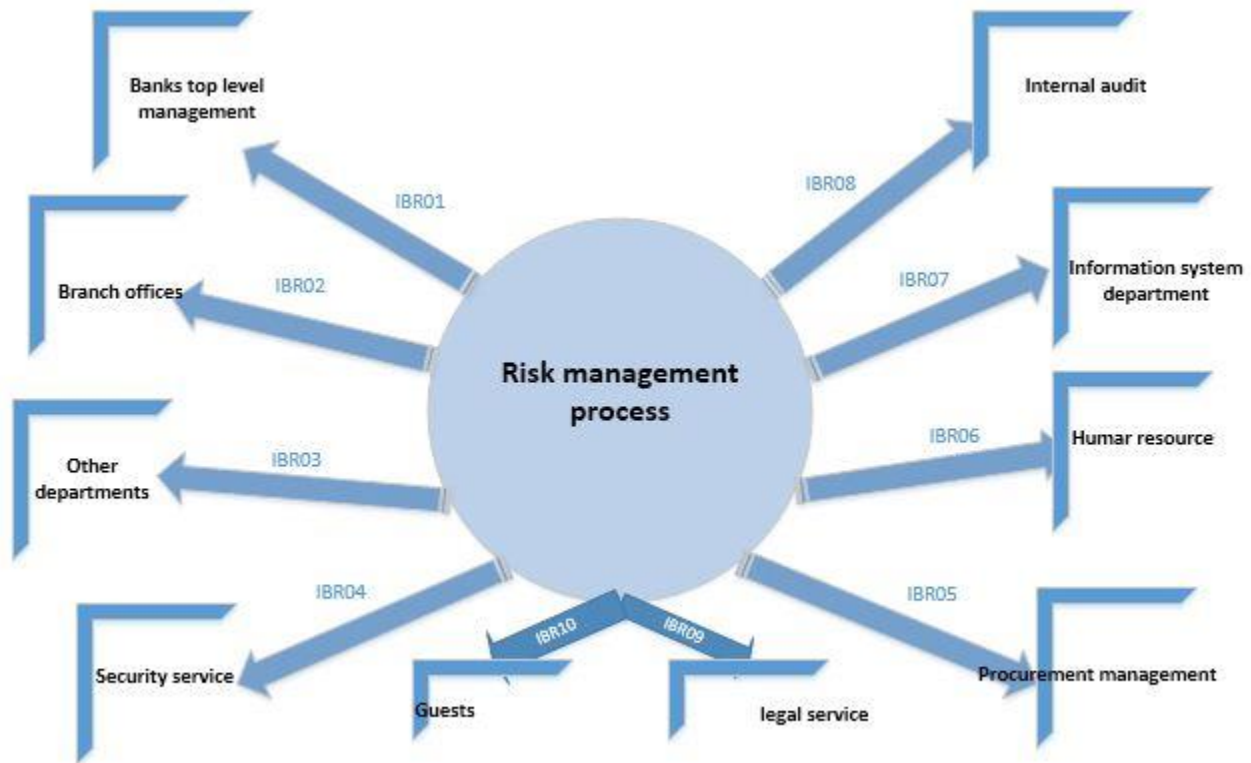 Banks top level
management
IBR01
IBR08
Internal audit
Branch offices
IBR02
IBR07
Information system
department
Risk management
process
Other
departments
IBR03
IBR06
Humar resource
Security service
IBR04
IBR10
IBR09
IBR05
Procurement management
Guests
legal service